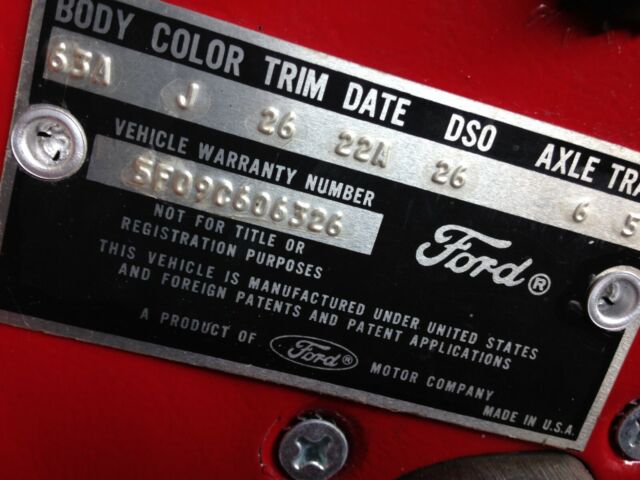 BODY COLOR TRIM DATE DSO AXLE TR
63A J 26 22A 26 6 5
VEHICLE WARRANTY NUMBER
5F09C606326
NOT FOR TITLE OR
REGISTRATION PURPOSES
Ford®
THIS VEHICLE IS MANUFACTURED UNDER UNITED STATES
AND FOREIGN PATENTS AND PATENT APPLICATIONS
A PRODUCT OF Ford® MOTOR COMPANY
MADE IN U.S.A.